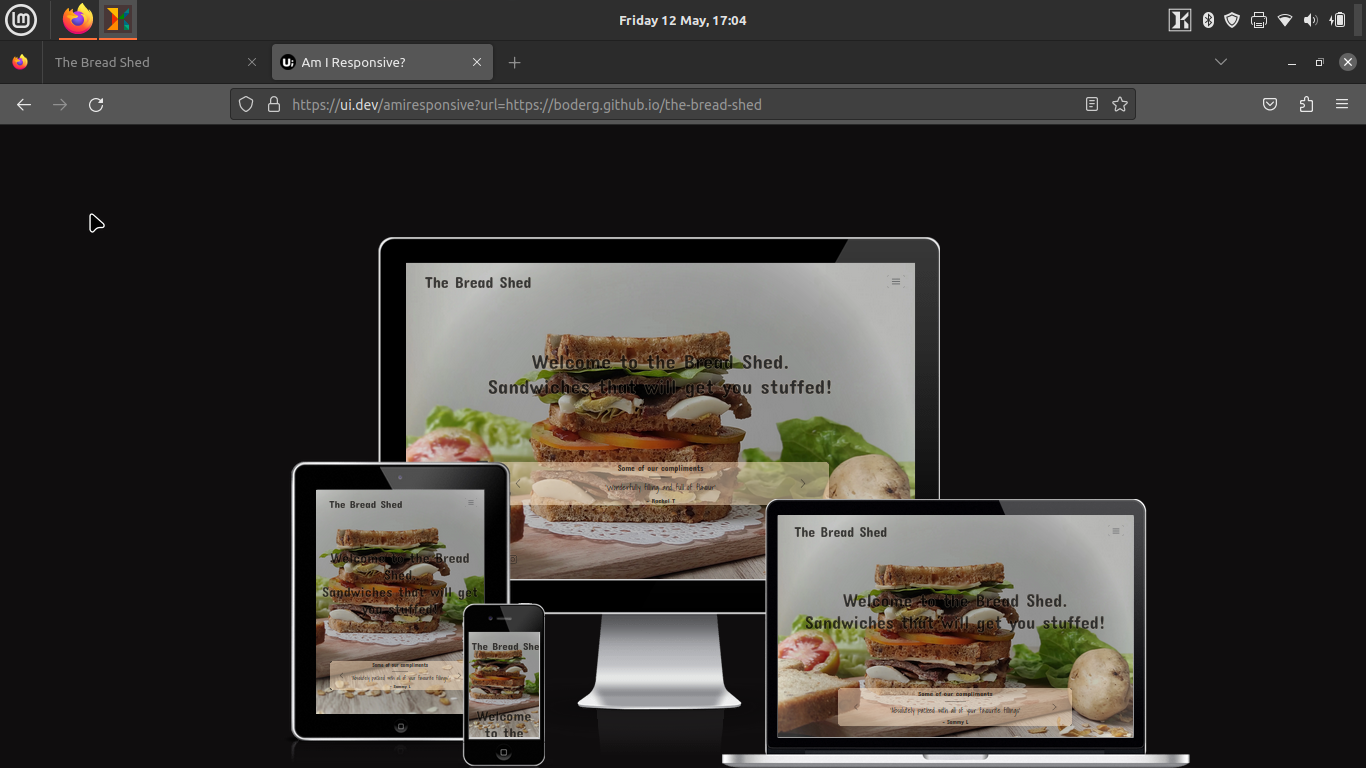 Friday 12 May, 17:04
The Bread Shed
Am I Responsive?
https://ui.dev/amiresponsive?url=https://boderg.github.io/the-bread-shed
The Bread Shed
Welcome to the Bread Shed.
Sandwiches that will get you stuffed!
Some of our compliments
"Wonderfully filling and full of flavour"
~ Rachel T
The Bread Shed
Welcome to the Bread
Shed.
Sandwiches that will get
you stuffed!
Some of our compliments
"Absolutely packed with all of your favourite fillings"
~ Sammy L
The Bread She
Welcome
to the
The Bread Shed
Welcome to the Bread Shed.
Sandwiches that will get you stuffed!
Some of our compliments
"Absolutely packed with all of your favourite fillings"
~ Sammy L